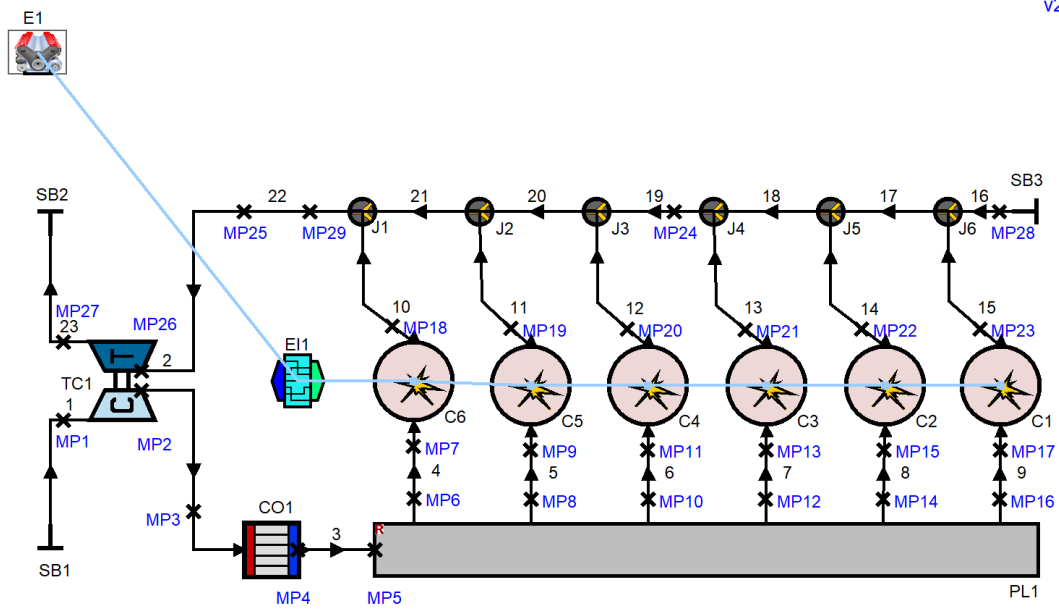 v2
E1
22
21
20
19
18
17
16
SB3
SB2
MP25
MP29
J1
J2
J3
MP24
J4
J5
J6
MP28
MP27
10
11
12
13
14
15
23
MP26
MP18
MP19
MP20
MP21
MP22
MP23
EI1
2
T
TC1
C
1
C6
C5
C4
C3
C2
C1
MP1
MP2
MP7
MP9
MP11
MP13
MP15
MP17
4
5
6
7
8
9
MP6
MP8
MP10
MP12
MP14
MP16
MP3
CO1
R
3
SB1
MP4
MP5
PL1